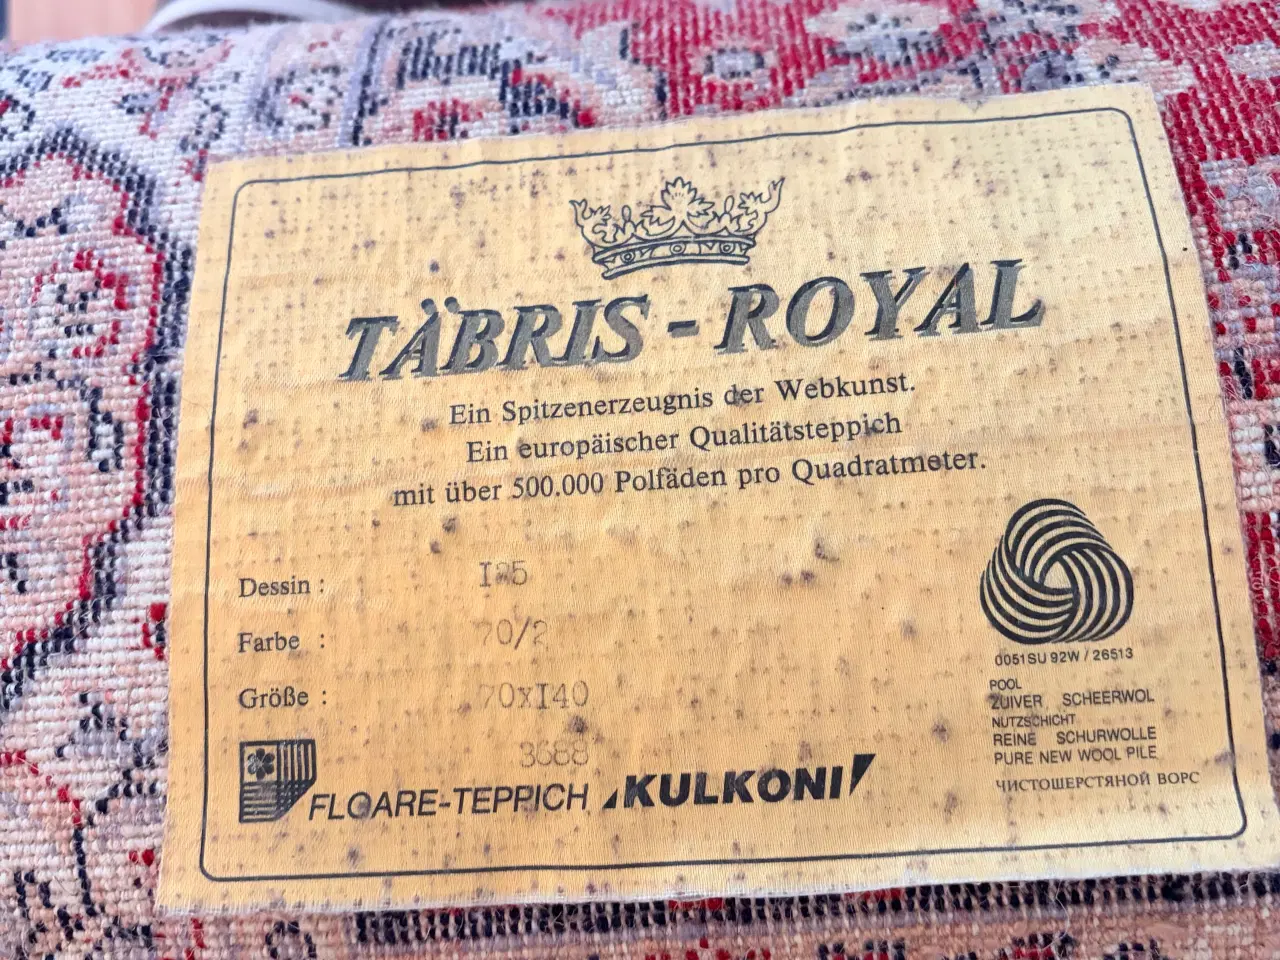 TÄBRIS - ROYAL
Ein Spitzenerzeugnis der Webkunst.
Ein europäischer Qualitätsteppich
mit über 500.000 Polfäden pro Quadratmeter.
Dessin : I25
Farbe : 70/2
Größe : 70xI40
3688
FLOARE-TEPPICH KULKONI
0051SU 92W / 26513
POOL
ZUIVER SCHEERWOL
NUTZSCHICHT
REINE SCHURWOLLE
PURE NEW WOOL PILE
ЧИСТОШЕРСТЯНОЙ ВОРС